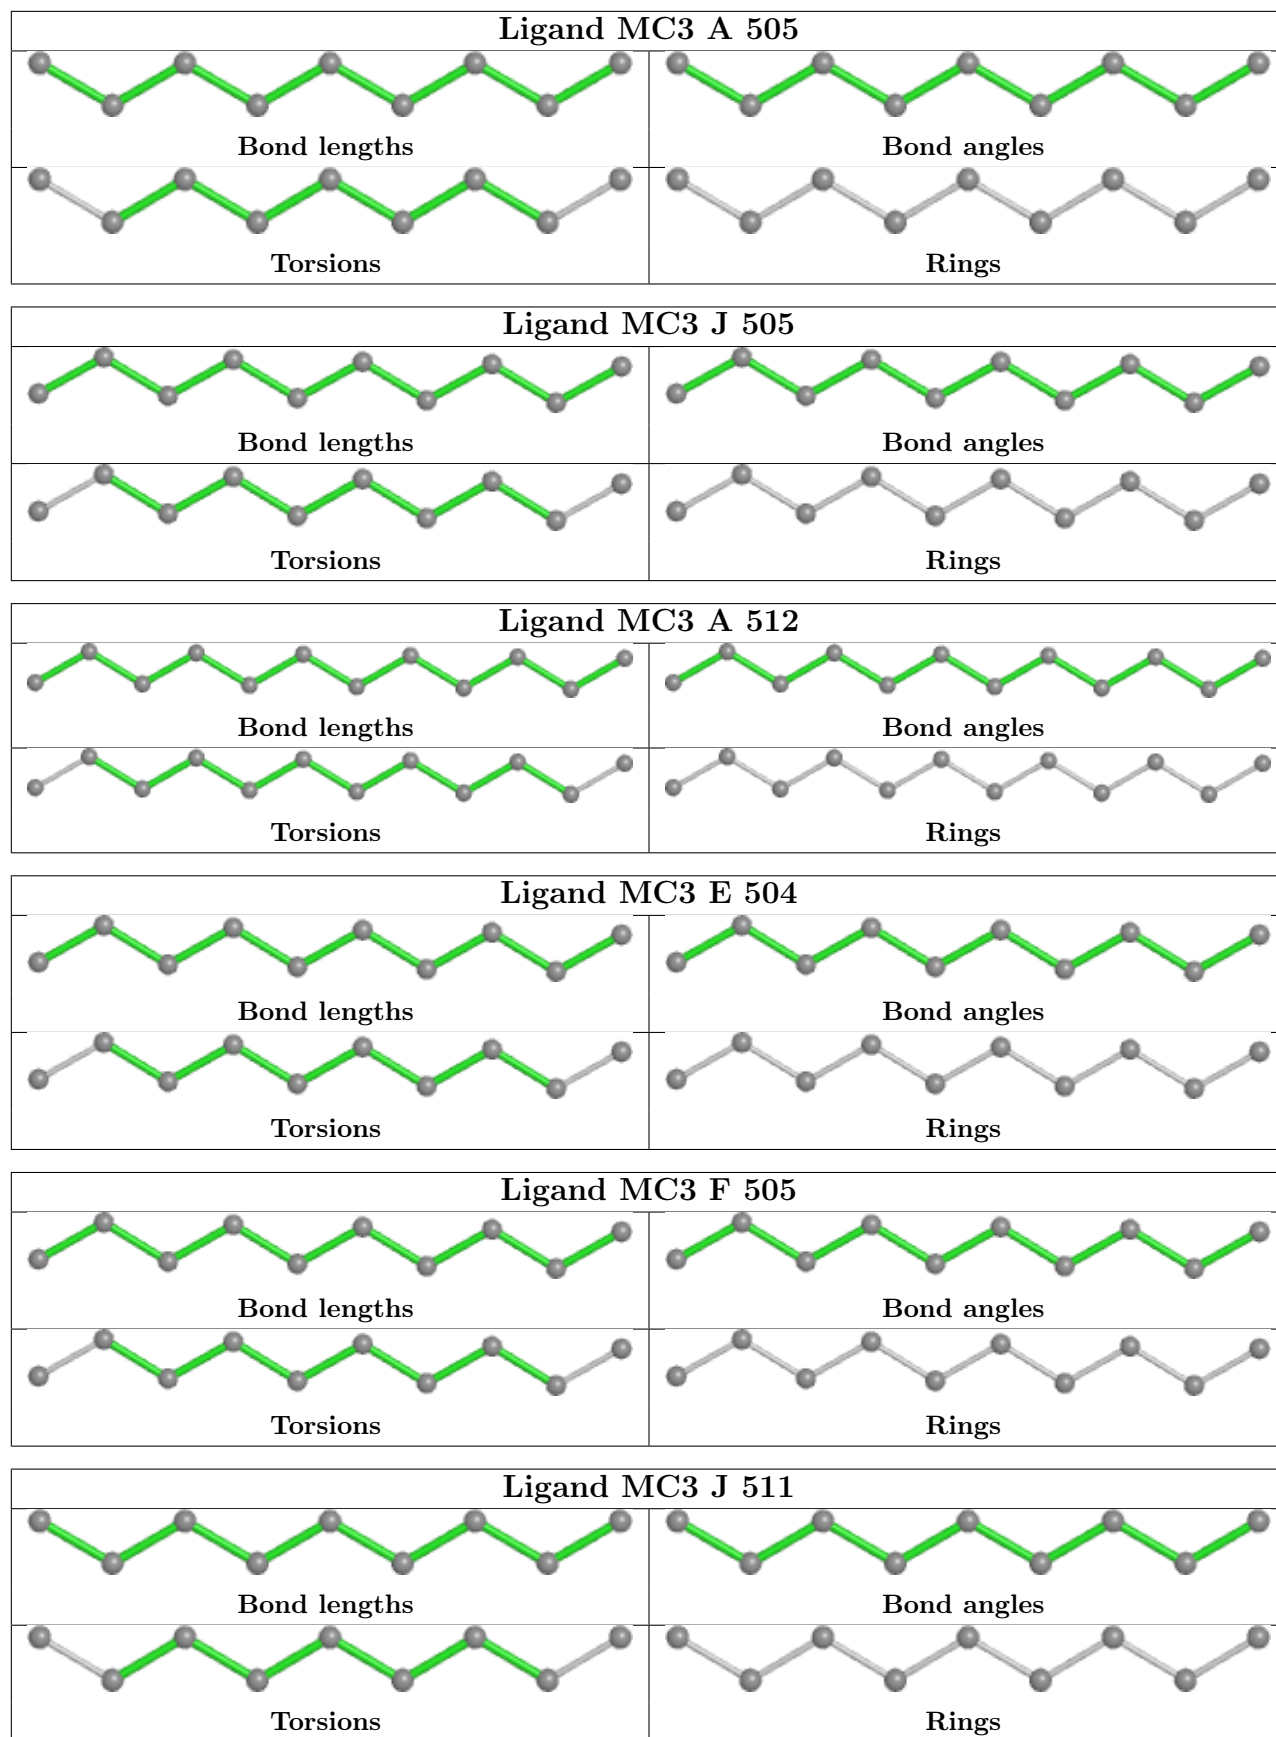 Ligand MC3 A 505
Bond lengths
Bond angles
Torsions
Rings
Ligand MC3 J 505
Bond lengths
Bond angles
Torsions
Rings
Ligand MC3 A 512
Bond lengths
Bond angles
Torsions
Rings
Ligand MC3 E 504
Bond lengths
Bond angles
Torsions
Rings
Ligand MC3 F 505
Bond lengths
Bond angles
Torsions
Rings
Ligand MC3 J 511
Bond lengths
Bond angles
Torsions
Rings